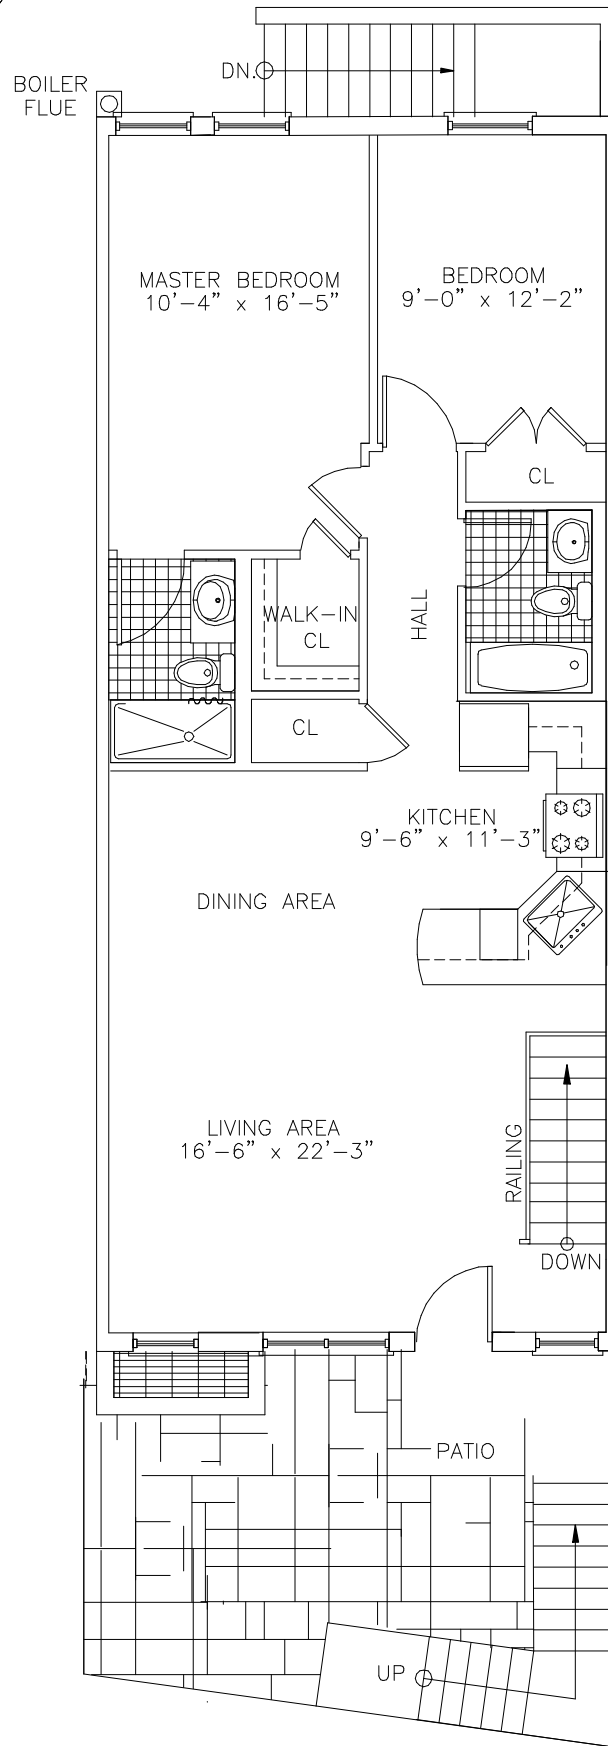 DN.
BOILER
FLUE
MASTER BEDROOM
10'-4" x 16'-5"
BEDROOM
9'-0" x 12'-2"
CL
WALK-IN
CL
HALL
CL
KITCHEN
9'-6" x 11'-3"
DINING AREA
LIVING AREA
16'-6" x 22'-3"
RAILING
DOWN
PATIO
UP